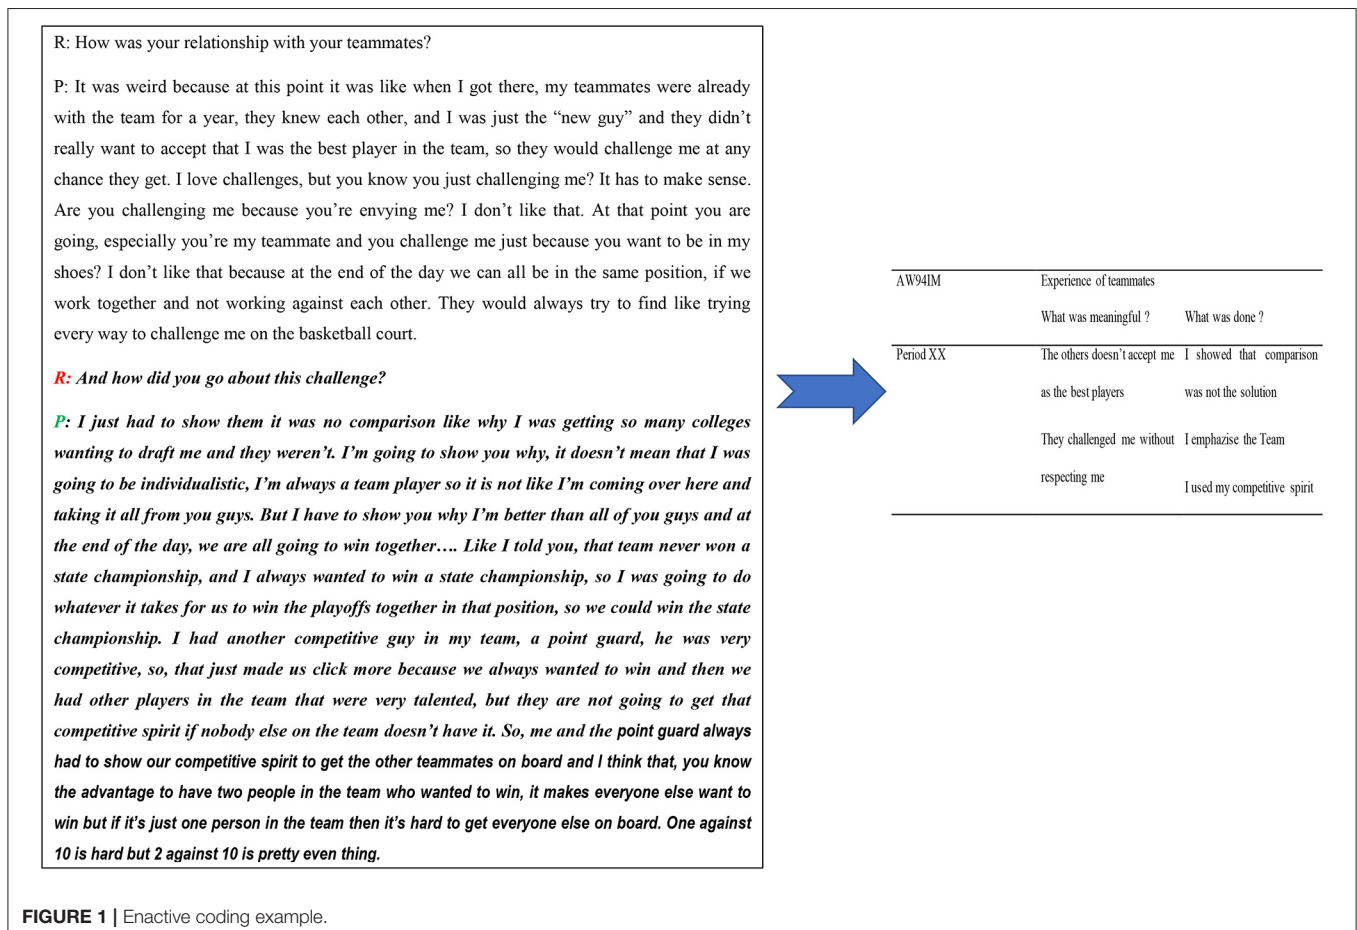 R: How was your relationship with your teammates?
P: It was weird because at this point it was like when I got there, my teammates were already
with the team for a year, they knew each other, and I was just the “new guy” and they didn’t
really want to accept that I was the best player in the team, so they would challenge me at any
chance they get. I love challenges, but you know you just challenging me? It has to make sense.
Are you challenging me because you’re envying me? I don’t like that. At that point you are
going, especially you’re my teammate and you challenge me just because you want to be in my
shoes? I don’t like that because at the end of the day we can all be in the same position, if we
work together and not working against each other. They would always try to find like trying
every way to challenge me on the basketball court.
R: And how did you go about this challenge?
P: I just had to show them it was no comparison like why I was getting so many colleges
wanting to draft me and they weren’t. I’m going to show you why, it doesn’t mean that I was
going to be individualistic, I’m always a team player so it is not like I’m coming over here and
taking it all from you guys. But I have to show you why I’m better than all of you guys and at
the end of the day, we are all going to win together…. Like I told you, that team never won a
state championship, and I always wanted to win a state championship, so I was going to do
whatever it takes for us to win the playoffs together in that position, so we could win the state
championship. I had another competitive guy in my team, a point guard, he was very
competitive, so, that just made us click more because we always wanted to win and then we
had other players in the team that were very talented, but they are not going to get that
competitive spirit if nobody else on the team doesn’t have it. So, me and the point guard always
had to show our competitive spirit to get the other teammates on board and I think that, you know
the advantage to have two people in the team who wanted to win, it makes everyone else want to
win but if it’s just one person in the team then it’s hard to get everyone else on board. One against
10 is hard but 2 against 10 is pretty even thing.
AW94IM Experience of teammates
What was meaningful ? What was done ?
Period XX The others doesn’t accept me I showed that comparison
as the best players was not the solution
They challenged me without I emphazise the Team
respecting me
I used my competitive spirit
FIGURE 1 | Enactive coding example.